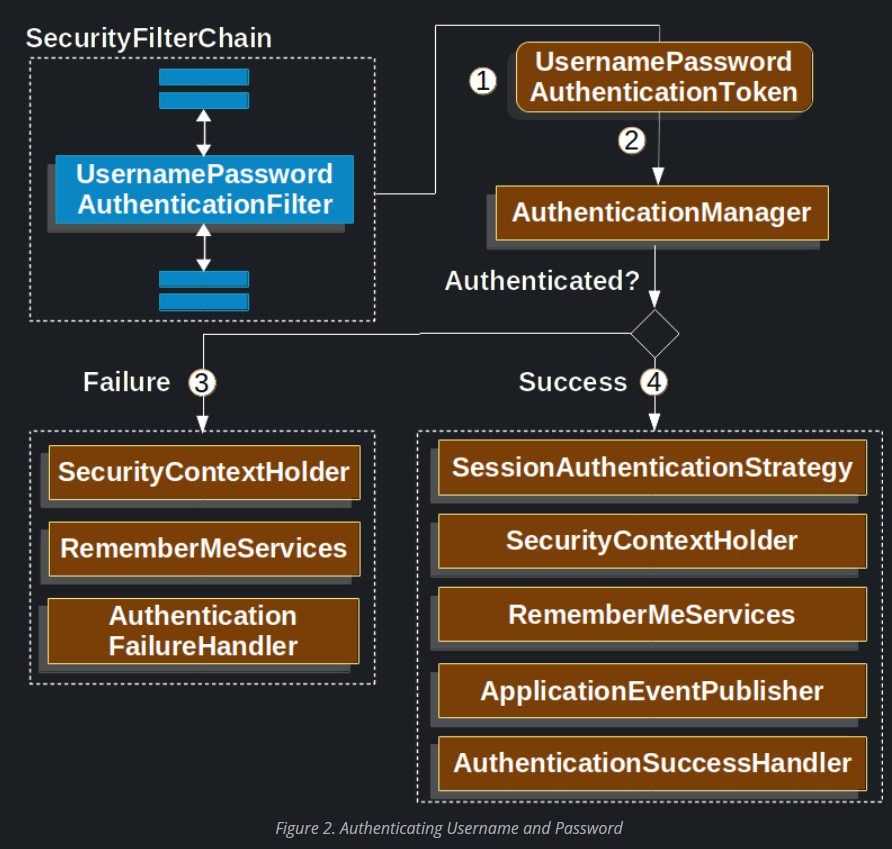 SecurityFilterChain
UsernamePassword
AuthenticationFilter
1
UsernamePassword
AuthenticationToken
2
AuthenticationManager
Authenticated?
Failure
3
Success
4
SecurityContextHolder
RememberMeServices
Authentication
FailureHandler
SessionAuthenticationStrategy
SecurityContextHolder
RememberMeServices
ApplicationEventPublisher
AuthenticationSuccessHandler
Figure 2. Authenticating Username and Password